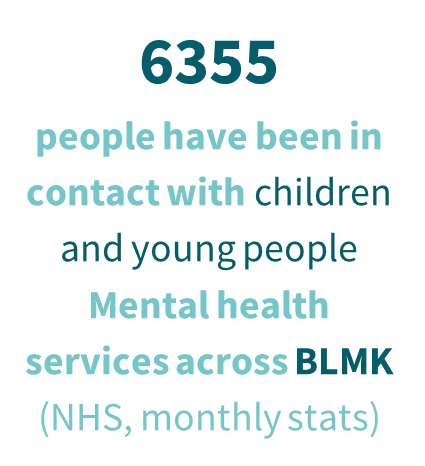 6355
people have been in
contact with children
and young people
Mental health
services across BLMK
(NHS, monthly stats)